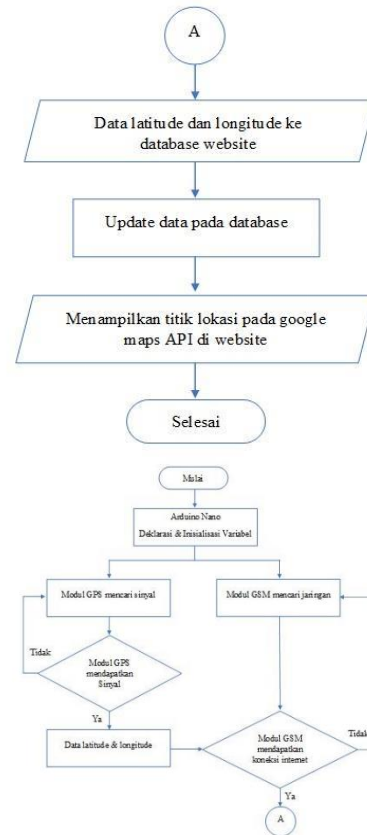 A
Data latitude dan longitude ke
database website
Update data pada database
Menampilkan titik lokasi pada google
maps API di website
Selesai
Mulai
Arduino Nano
Deklarasi & Inisialisasi Variabel
Modul GPS mencari sinyal
Modul GSM mencari jaringan
Tidak
Modul GPS
mendapatkan
Sinyal
Ya
Data latitude & longitude
Modul GSM
mendapatkan
koneksi internet
Tidak
Ya
A